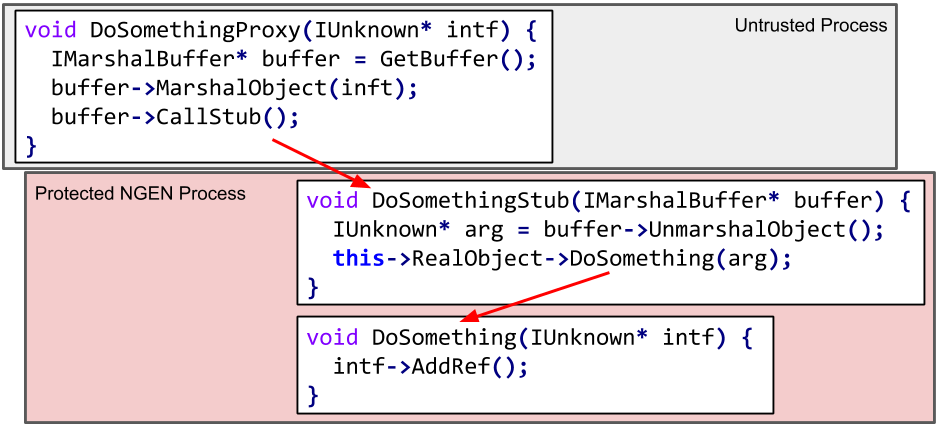 Untrusted Process
void DoSomethingProxy(IUnknown* intf) {
  IMarshalBuffer* buffer = GetBuffer();
  buffer->MarshalObject(inft);
  buffer->CallStub();
}
Protected NGEN Process
void DoSomethingStub(IMarshalBuffer* buffer) {
  IUnknown* arg = buffer->UnmarshalObject();
  this->RealObject->DoSomething(arg);
}
void DoSomething(IUnknown* intf) {
  intf->AddRef();
}